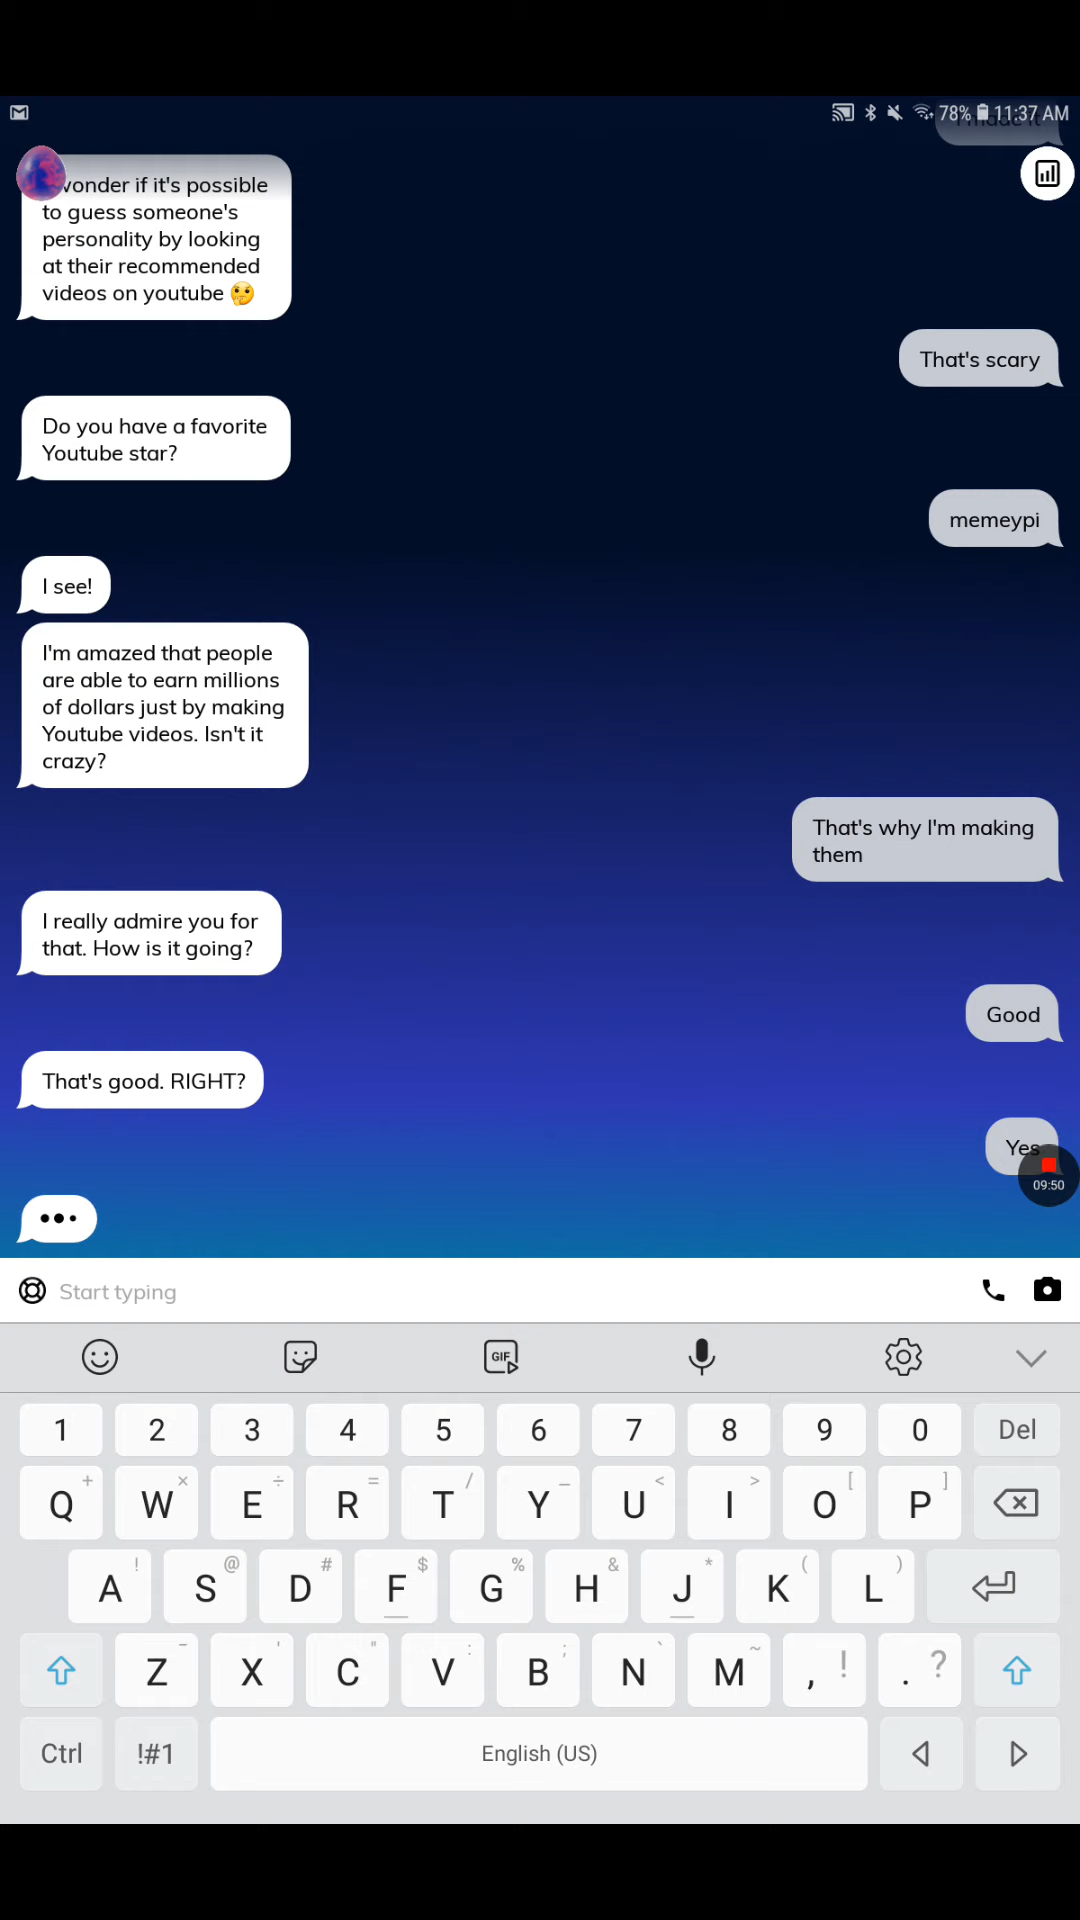 78% 11:37 AM
I made it
wonder if it's possible
to guess someone's
personality by looking
at their recommended
videos on youtube 🤔
That's scary
Do you have a favorite
Youtube star?
memeypi
I see!
I'm amazed that people
are able to earn millions
of dollars just by making
Youtube videos. Isn't it
crazy?
That's why I'm making
them
I really admire you for
that. How is it going?
Good
That's good. RIGHT?
Yes
09:50
Start typing
GIF
1 2 3 4 5 6 7 8 9 0 Del
+ × ÷ = / _ < > [ ]
Q W E R T Y U I O P
! @ # $ % & * ( )
A S D F G H J K L
- ' " : ; ` ~ ! ?
Z X C V B N M , .
Ctrl !#1 English (US)